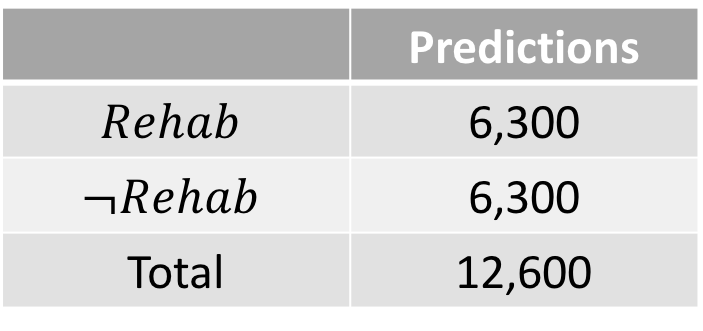 Predictions
Rehab 6,300
¬Rehab 6,300
Total 12,600